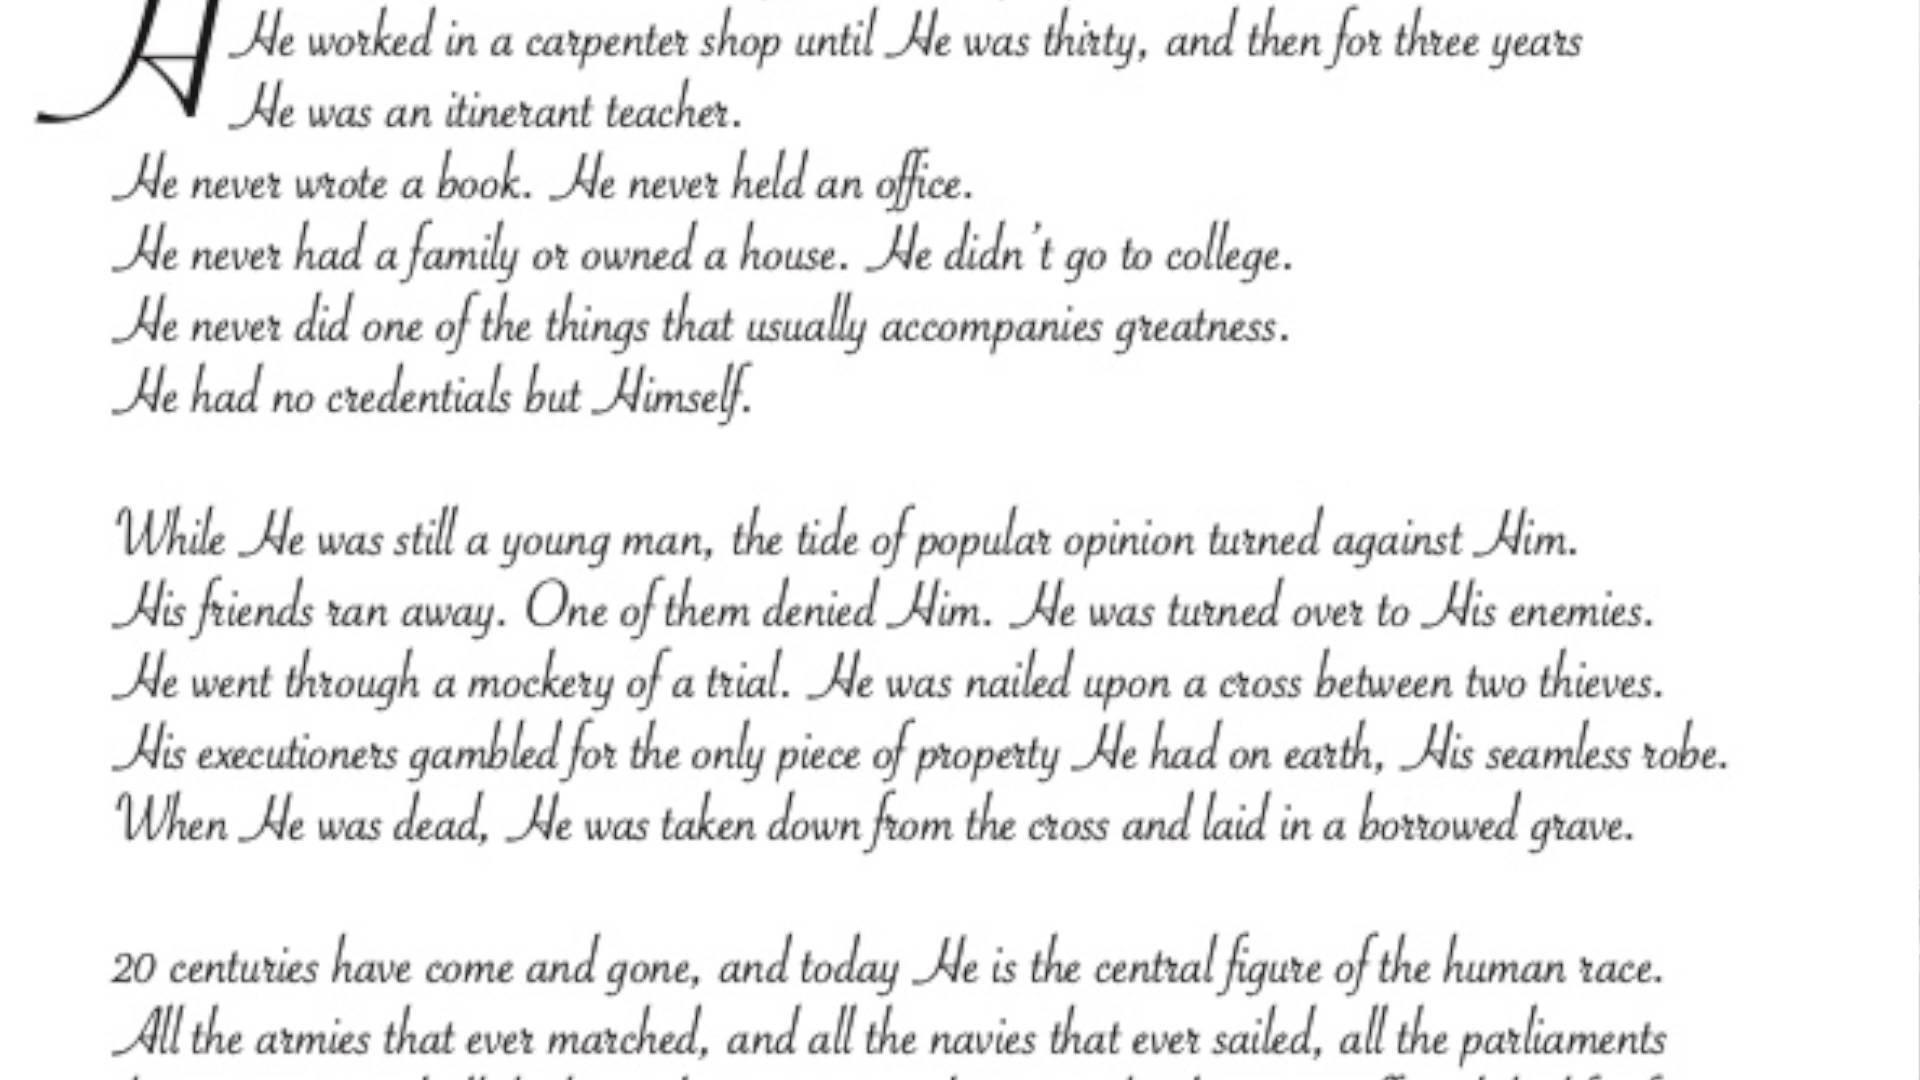 A He worked in a carpenter shop until He was thirty, and then for three years
He was an itinerant teacher.
He never wrote a book. He never held an office.
He never had a family or owned a house. He didn't go to college.
He never did one of the things that usually accompanies greatness.
He had no credentials but Himself.
While He was still a young man, the tide of popular opinion turned against Him.
His friends ran away. One of them denied Him. He was turned over to His enemies.
He went through a mockery of a trial. He was nailed upon a cross between two thieves.
His executioners gambled for the only piece of property He had on earth, His seamless robe.
When He was dead, He was taken down from the cross and laid in a borrowed grave.
20 centuries have come and gone, and today He is the central figure of the human race.
All the armies that ever marched, and all the navies that ever sailed, all the parliaments